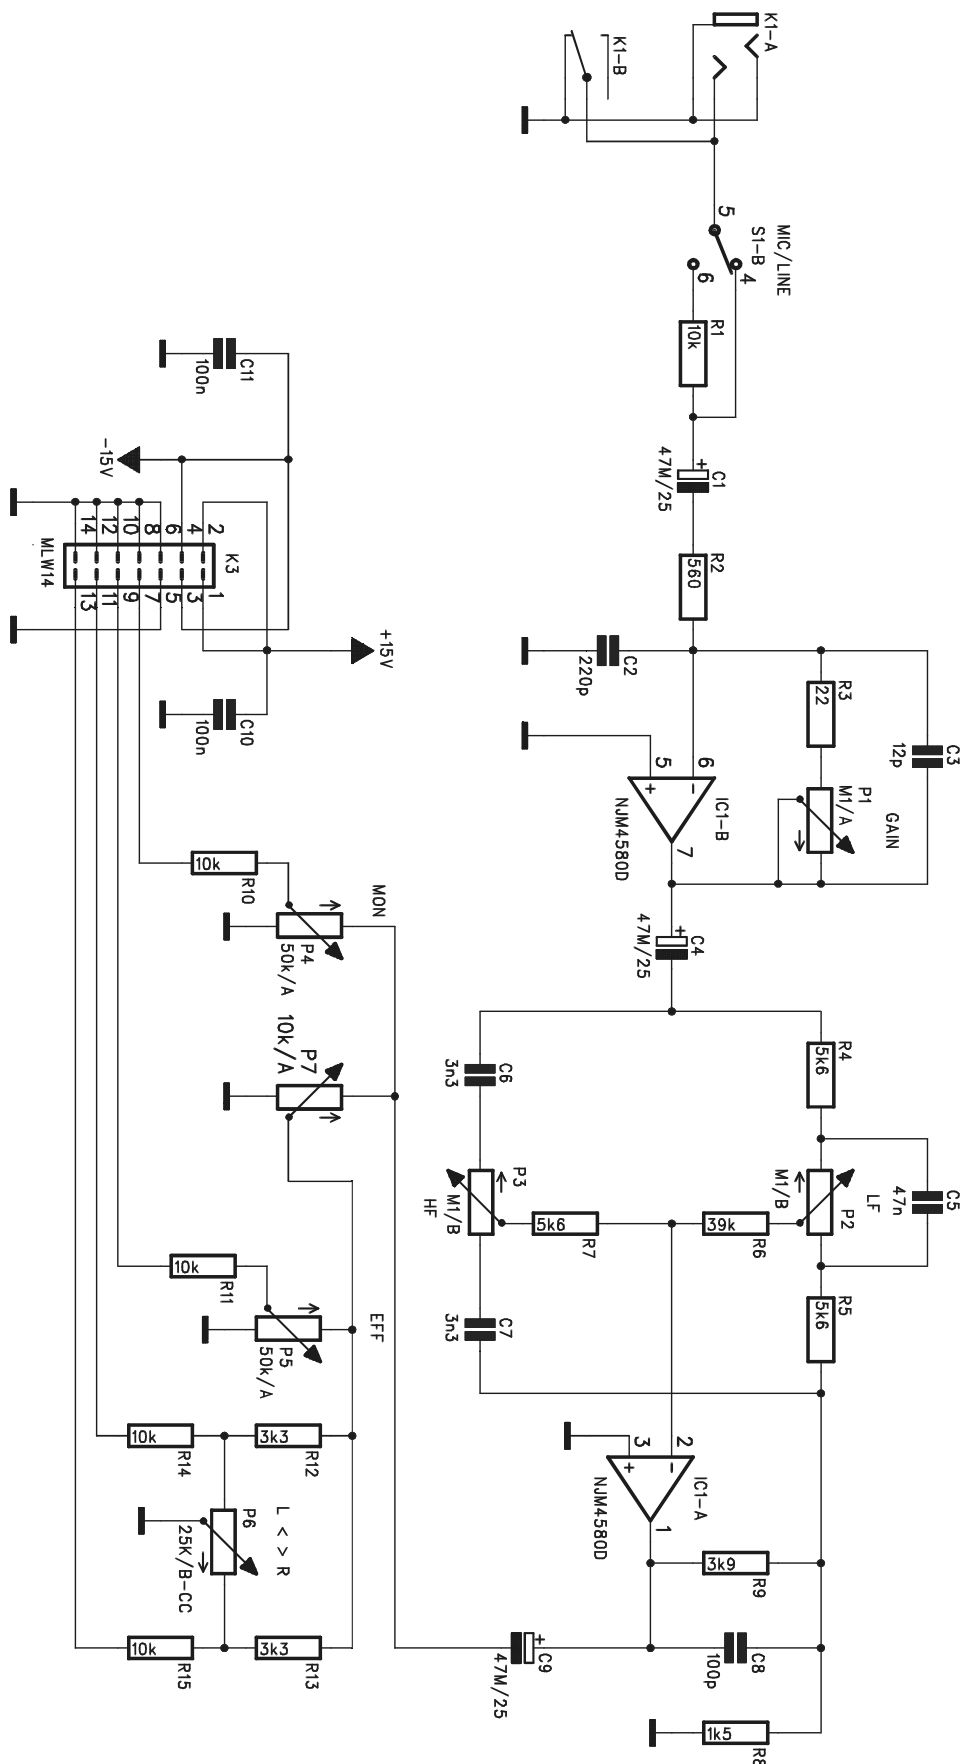 K1-A
K1-B
MIC/LINE
S1-B
5
4
6
R1
10k
C1
47M/25
R2
560
C2
220p
R3
22
C3
12p
P1
M1/A
GAIN
6
5
IC1-B
NJM4580D
7
C4
47M/25
R4
5k6
C5
47n
P2
LF
M1/B
R5
5k6
R6
39k
R7
5k6
C6
3n3
P3
M1/B
HF
C7
3n3
2
3
IC1-A
NJM4580D
1
R9
3k9
C8
100p
R8
1k5
C9
47M/25
C11
100n
-15V
2
4
6
8
10
12
14
K3
MLW14
1
3
5
7
9
11
13
+15V
C10
100n
R10
10k
MON
P4
50k/A
P7
10k/A
R11
10k
EFF
P5
50k/A
R12
3k3
R14
10k
L < > R
P6
25K/B-CC
R13
3k3
R15
10k